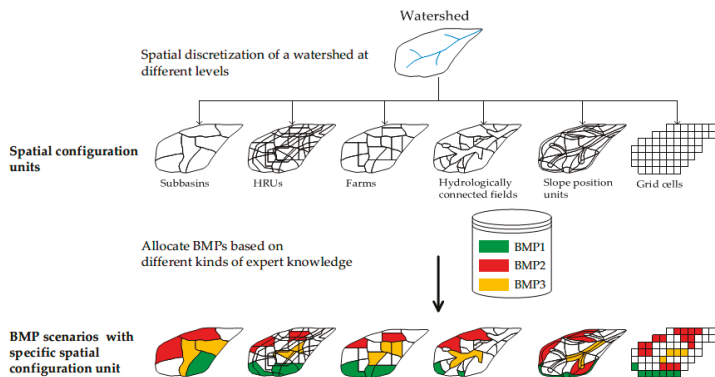 Watershed
Spatial discretization of a watershed at
different levels
Spatial configuration
units
Subbasins
HRUs
Farms
Hydrologically
connected fields
Slope position
units
Grid cells
Allocate BMPs based on
different kinds of expert knowledge
BMP1
BMP2
BMP3
BMP scenarios with
specific spatial
configuration unit